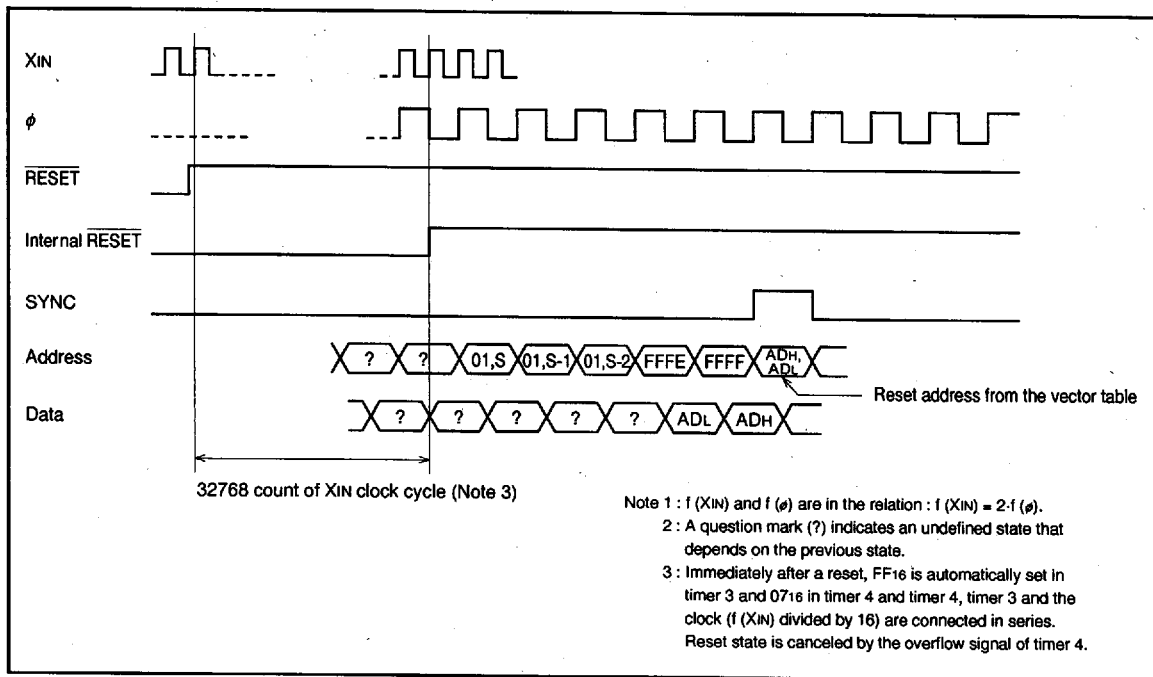 XIN
φ
RESET
Internal RESET
SYNC
Address
? ? 01,S 01,S-1 01,S-2 FFFE FFFF ADH, ADL
Reset address from the vector table
Data
? ? ? ? ? ADL ADH
32768 count of XIN clock cycle (Note 3)
Note 1 : f (XIN) and f (φ) are in the relation : f (XIN) = 2·f (φ).
2 : A question mark (?) indicates an undefined state that
depends on the previous state.
3 : Immediately after a reset, FF16 is automatically set in
timer 3 and 0716 in timer 4 and timer 4, timer 3 and the
clock (f (XIN) divided by 16) are connected in series.
Reset state is canceled by the overflow signal of timer 4.